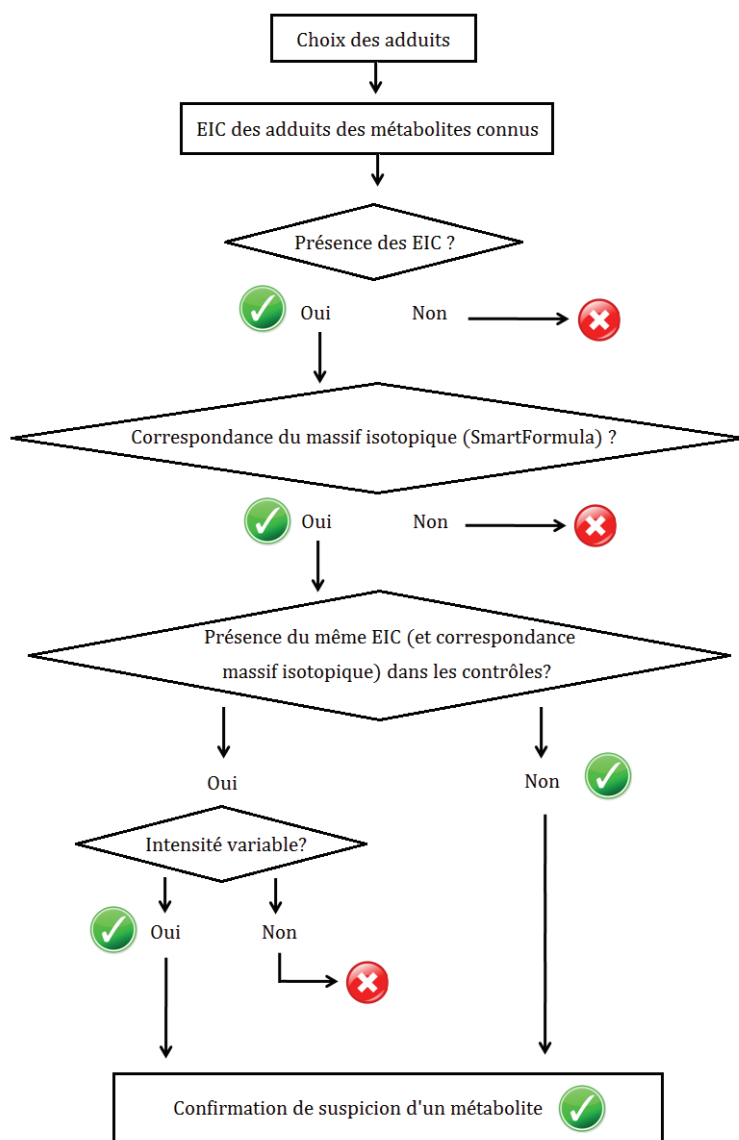 Choix des adduits
EIC des adduits des métabolites connus
Présence des EIC ?
Oui
Non
Correspondance du massif isotopique (SmartFormula) ?
Oui
Non
Présence du même EIC (et correspondance
massif isotopique) dans les contrôles?
Oui
Non
Intensité variable?
Oui
Non
Confirmation de suspicion d'un métabolite